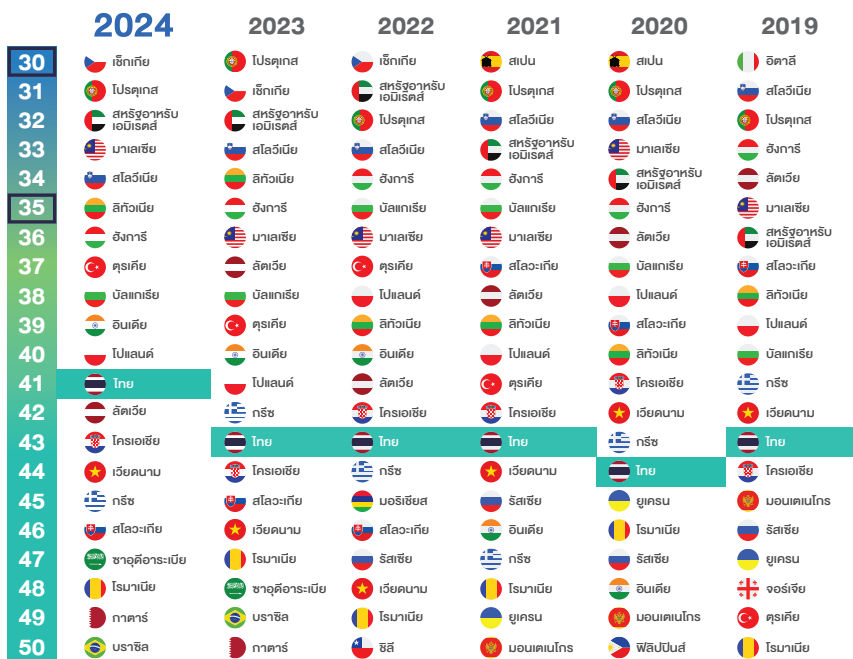 2024 2023 2022 2021 2020 2019
30 เช็กเกีย โปรตุเกส เช็กเกีย สเปน สเปน อิตาลี
31 โปรตุเกส เช็กเกีย สหรัฐอาหรับเอมิเรตส์ โปรตุเกส โปรตุเกส สโลวีเนีย
32 สหรัฐอาหรับเอมิเรตส์ สหรัฐอาหรับเอมิเรตส์ โปรตุเกส สโลวีเนีย สโลวีเนีย โปรตุเกส
33 มาเลเซีย สโลวีเนีย สโลวีเนีย สหรัฐอาหรับเอมิเรตส์ มาเลเซีย ฮังการี
34 สโลวีเนีย ลิทัวเนีย ฮังการี ฮังการี สหรัฐอาหรับเอมิเรตส์ ลัตเวีย
35 ลิทัวเนีย ฮังการี บัลแกเรีย บัลแกเรีย ฮังการี มาเลเซีย
36 ฮังการี มาเลเซีย มาเลเซีย มาเลเซีย ลัตเวีย สหรัฐอาหรับเอมิเรตส์
37 ตุรเคีย ลัตเวีย ตุรเคีย สโลวะเกีย บัลแกเรีย สโลวะเกีย
38 บัลแกเรีย บัลแกเรีย โปแลนด์ ลัตเวีย โปแลนด์ ลิทัวเนีย
39 อินเดีย ตุรเคีย ลิทัวเนีย ลิทัวเนีย สโลวะเกีย โปแลนด์
40 โปแลนด์ อินเดีย อินเดีย โปแลนด์ ลิทัวเนีย บัลแกเรีย
41 ไทย โปแลนด์ ลัตเวีย ตุรเคีย โครเอเชีย กรีซ
42 ลัตเวีย กรีซ โครเอเชีย โครเอเชีย เวียดนาม เวียดนาม
43 โครเอเชีย ไทย ไทย ไทย กรีซ ไทย
44 เวียดนาม โครเอเชีย กรีซ เวียดนาม ไทย โครเอเชีย
45 กรีซ สโลวะเกีย มอริเชียส รัสเซีย ยูเครน มอนเตเนโกร
46 สโลวะเกีย เวียดนาม สโลวะเกีย อินเดีย โรมาเนีย รัสเซีย
47 ซาอุดีอาระเบีย โรมาเนีย รัสเซีย กรีซ รัสเซีย ยูเครน
48 โรมาเนีย ซาอุดีอาระเบีย เวียดนาม โรมาเนีย อินเดีย จอร์เจีย
49 กาตาร์ บราซิล โรมาเนีย ยูเครน มอนเตเนโกร ตุรเคีย
50 บราซิล กาตาร์ ชิลี มอนเตเนโกร ฟิลิปปินส์ โรมาเนีย